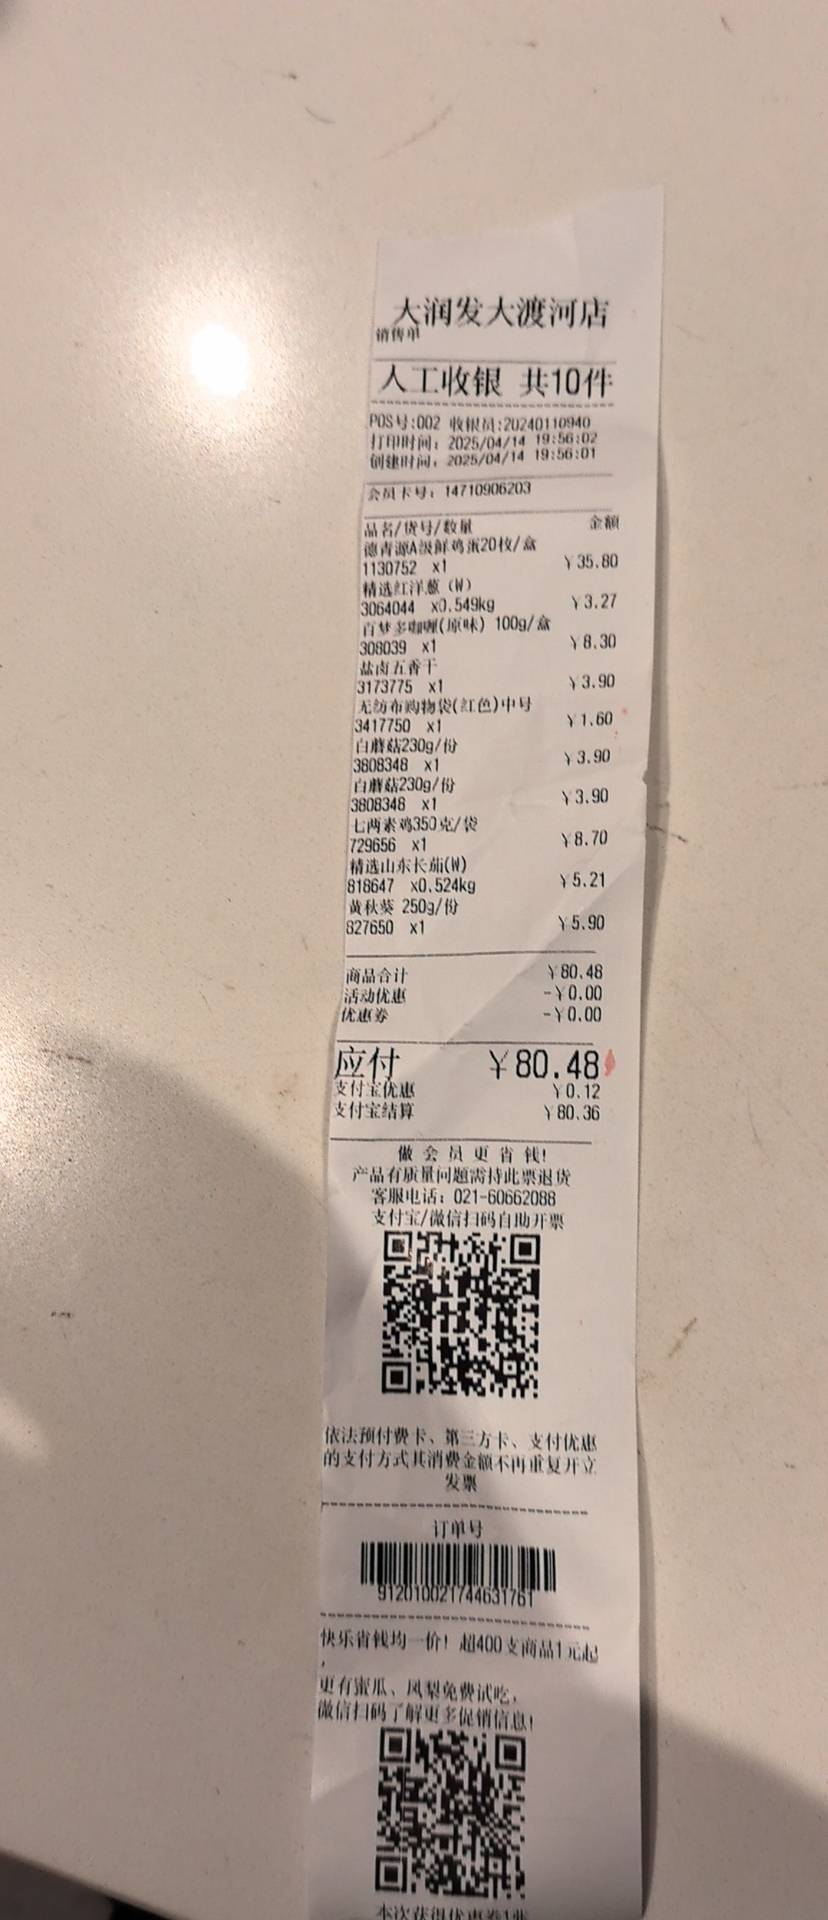 大润发大渡河店
销售单
人工收银 共10件
POS号:002 收银员:20240110940
打印时间: 2025/04/14 19:56:02
创建时间: 2025/04/14 19:56:01
会员卡号: 14710906203
品名/货号/数量 金额
德青源A级鲜鸡蛋20枚/盒
1130752 x1 ¥35.80
精选红洋葱(W)
3064044 x0.549kg ¥3.27
百梦多咖喱(原味) 100g/盒
308039 x1 ¥8.30
盐卤五香干
3173775 x1 ¥3.90
无纺布购物袋(红色)中号
3417750 x1 ¥1.60
白蘑菇230g/份
3808348 x1 ¥3.90
白蘑菇230g/份
3808348 x1 ¥3.90
七两素鸡350克/袋
729656 x1 ¥8.70
精选山东长茄(W)
818647 x0.524kg ¥5.21
黄秋葵 250g/份
827650 x1 ¥5.90
商品合计 ¥80.48
活动优惠 -¥0.00
优惠券 -¥0.00
应付 ¥80.48
支付宝优惠 ¥0.12
支付宝结算 ¥80.36
做会员更省钱!
产品有质量问题需持此票退货
客服电话: 021-60662088
支付宝/微信扫码自助开票
依法预付费卡、第三方卡、支付优惠
的支付方式其消费金额不再重复开立
发票
订单号
912010021744631761
快乐省钱均一价! 超400支商品1元起
,
更有蜜瓜、凤梨免费试吃,
微信扫码了解更多促销信息!
本次获得优惠券1张